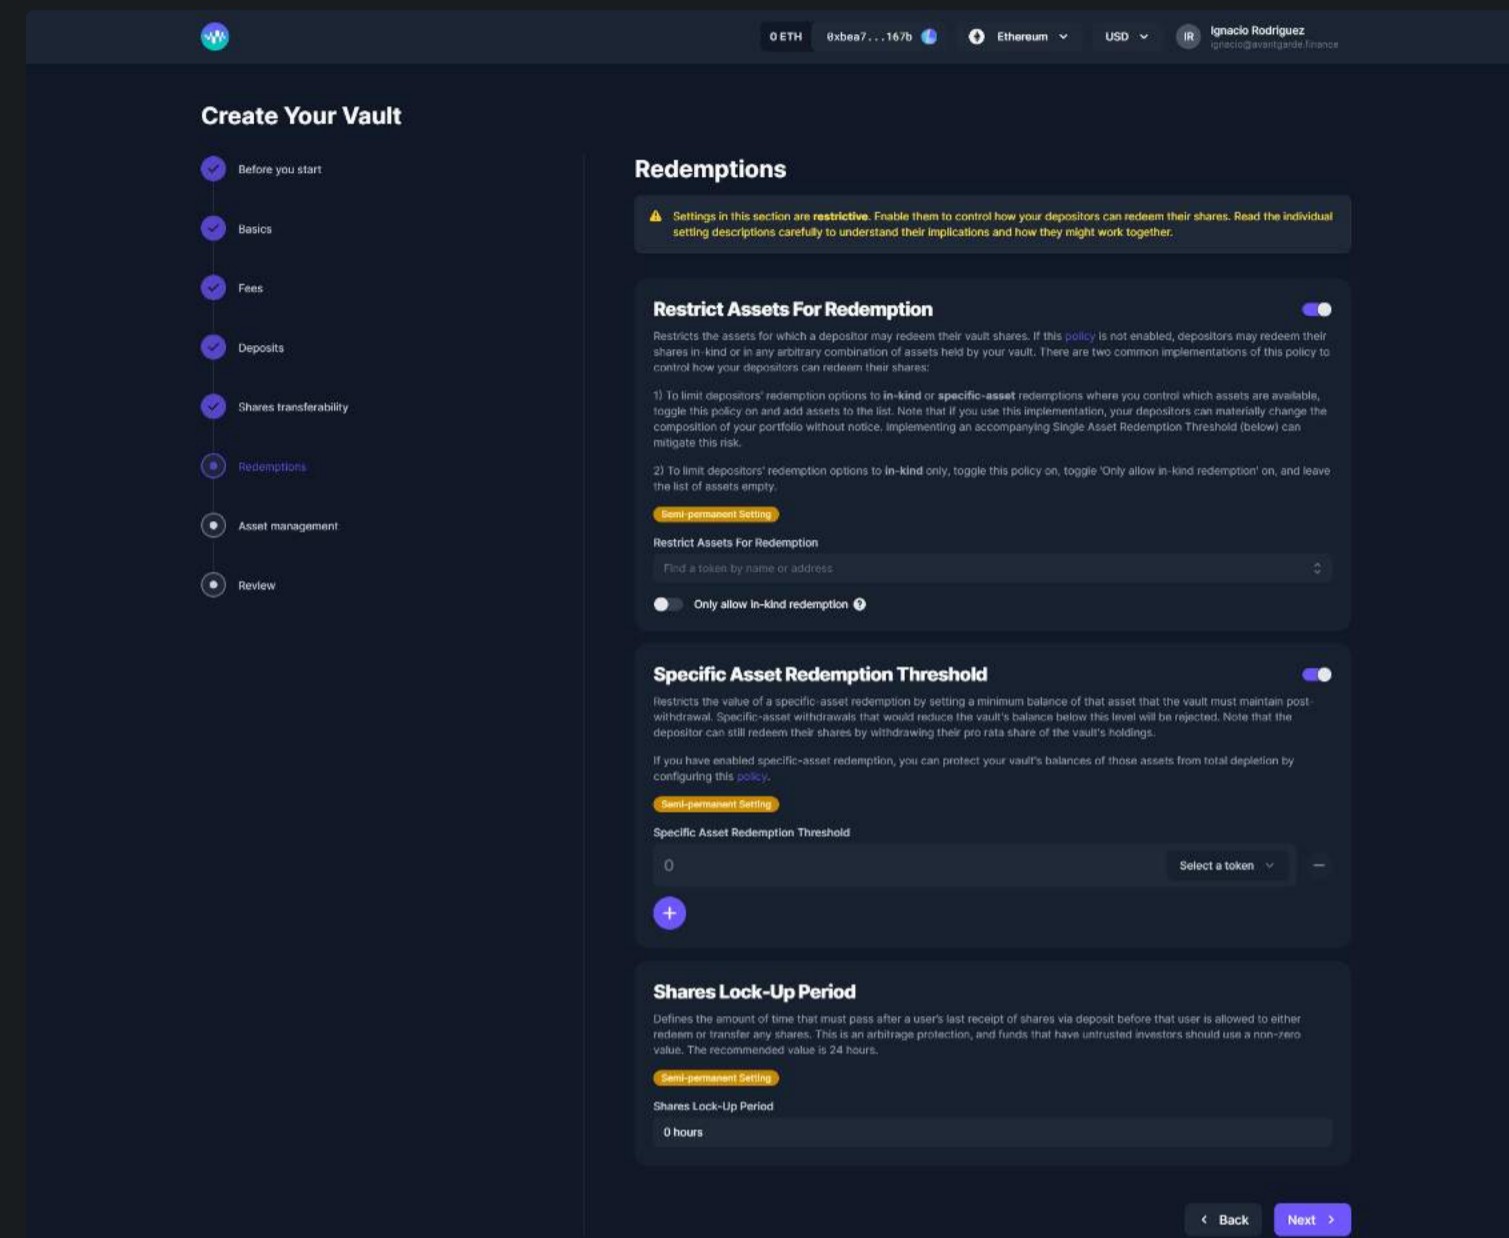 0 ETH 0xbea7...167b Ethereum USD IR Ignacio Rodriguez
ignacio@avantgarde.finance
Create Your Vault
Before you start
Basics
Fees
Deposits
Shares transferability
Redemptions
Asset management
Review
Redemptions
Settings in this section are restrictive. Enable them to control how your depositors can redeem their shares. Read the individual
setting descriptions carefully to understand their implications and how they might work together.
Restrict Assets For Redemption
Restricts the assets for which a depositor may redeem their vault shares. If this policy is not enabled, depositors may redeem their
shares in-kind or in any arbitrary combination of assets held by your vault. There are two common implementations of this policy to
control how your depositors can redeem their shares:
1) To limit depositors' redemption options to in-kind or specific-asset redemptions where you control which assets are available,
toggle this policy on and add assets to the list. Note that if you use this implementation, your depositors can materially change the
composition of your portfolio without notice. Implementing an accompanying Single Asset Redemption Threshold (below) can
mitigate this risk.
2) To limit depositors' redemption options to in-kind only, toggle this policy on, toggle 'Only allow in-kind redemption' on, and leave
the list of assets empty.
Semi-permanent Setting
Restrict Assets For Redemption
Find a token by name or address
Only allow in-kind redemption ?
Specific Asset Redemption Threshold
Restricts the value of a specific-asset redemption by setting a minimum balance of that asset that the vault must maintain post-
withdrawal. Specific-asset withdrawals that would reduce the vault's balance below this level will be rejected. Note that the
depositor can still redeem their shares by withdrawing their pro rata share of the vault's holdings.
If you have enabled specific-asset redemption, you can protect your vault's balances of those assets from total depletion by
configuring this policy.
Semi-permanent Setting
Specific Asset Redemption Threshold
0 Select a token
Shares Lock-Up Period
Defines the amount of time that must pass after a user's last receipt of shares via deposit before that user is allowed to either
redeem or transfer any shares. This is an arbitrage protection, and funds that have untrusted investors should use a non-zero
value. The recommended value is 24 hours.
Semi-permanent Setting
Shares Lock-Up Period
0 hours
Back Next